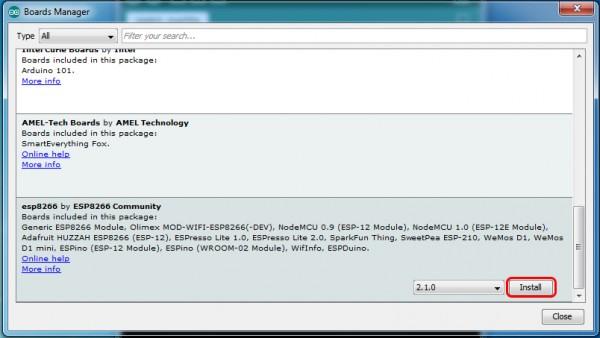 Boards Manager
Type All Filter your search...
Intel Curie Boards by Intel
Boards included in this package:
Arduino 101.
More info
AMEL-Tech Boards by AMEL Technology
Boards included in this package:
SmartEverything Fox.
Online help
More info
esp8266 by ESP8266 Community
Boards included in this package:
Generic ESP8266 Module, Olimex MOD-WIFI-ESP8266(-DEV), NodeMCU 0.9 (ESP-12 Module), NodeMCU 1.0 (ESP-12E Module),
Adafruit HUZZAH ESP8266 (ESP-12), ESPresso Lite 1.0, ESPresso Lite 2.0, SparkFun Thing, SweetPea ESP-210, WeMos D1, WeMos
D1 mini, ESPino (ESP-12 Module), ESPino (WROOM-02 Module), WifInfo, ESPDuino.
Online help
More info
2.1.0 Install
Close